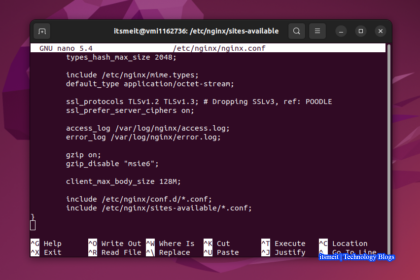 itsmeit@vmi1162736: /etc/nginx/sites-available
GNU nano 5.4 /etc/nginx/nginx.conf
types_hash_max_size 2048;
include /etc/nginx/mime.types;
default_type application/octet-stream;
ssl_protocols TLSv1.2 TLSv1.3; # Dropping SSLv3, ref: POODLE
ssl_prefer_server_ciphers on;
access_log /var/log/nginx/access.log;
error_log /var/log/nginx/error.log;
gzip on;
gzip_disable "msie6";
client_max_body_size 128M;
include /etc/nginx/conf.d/*.conf;
include /etc/nginx/sites-available/*.conf;
}
^G Help ^O Write Out ^W Where Is ^K Cut ^T Execute ^C Location
^X Exit ^R Read File ^\ Replace ^U Paste ^J Justify Go To Line
itsmeit | Technology Blogs